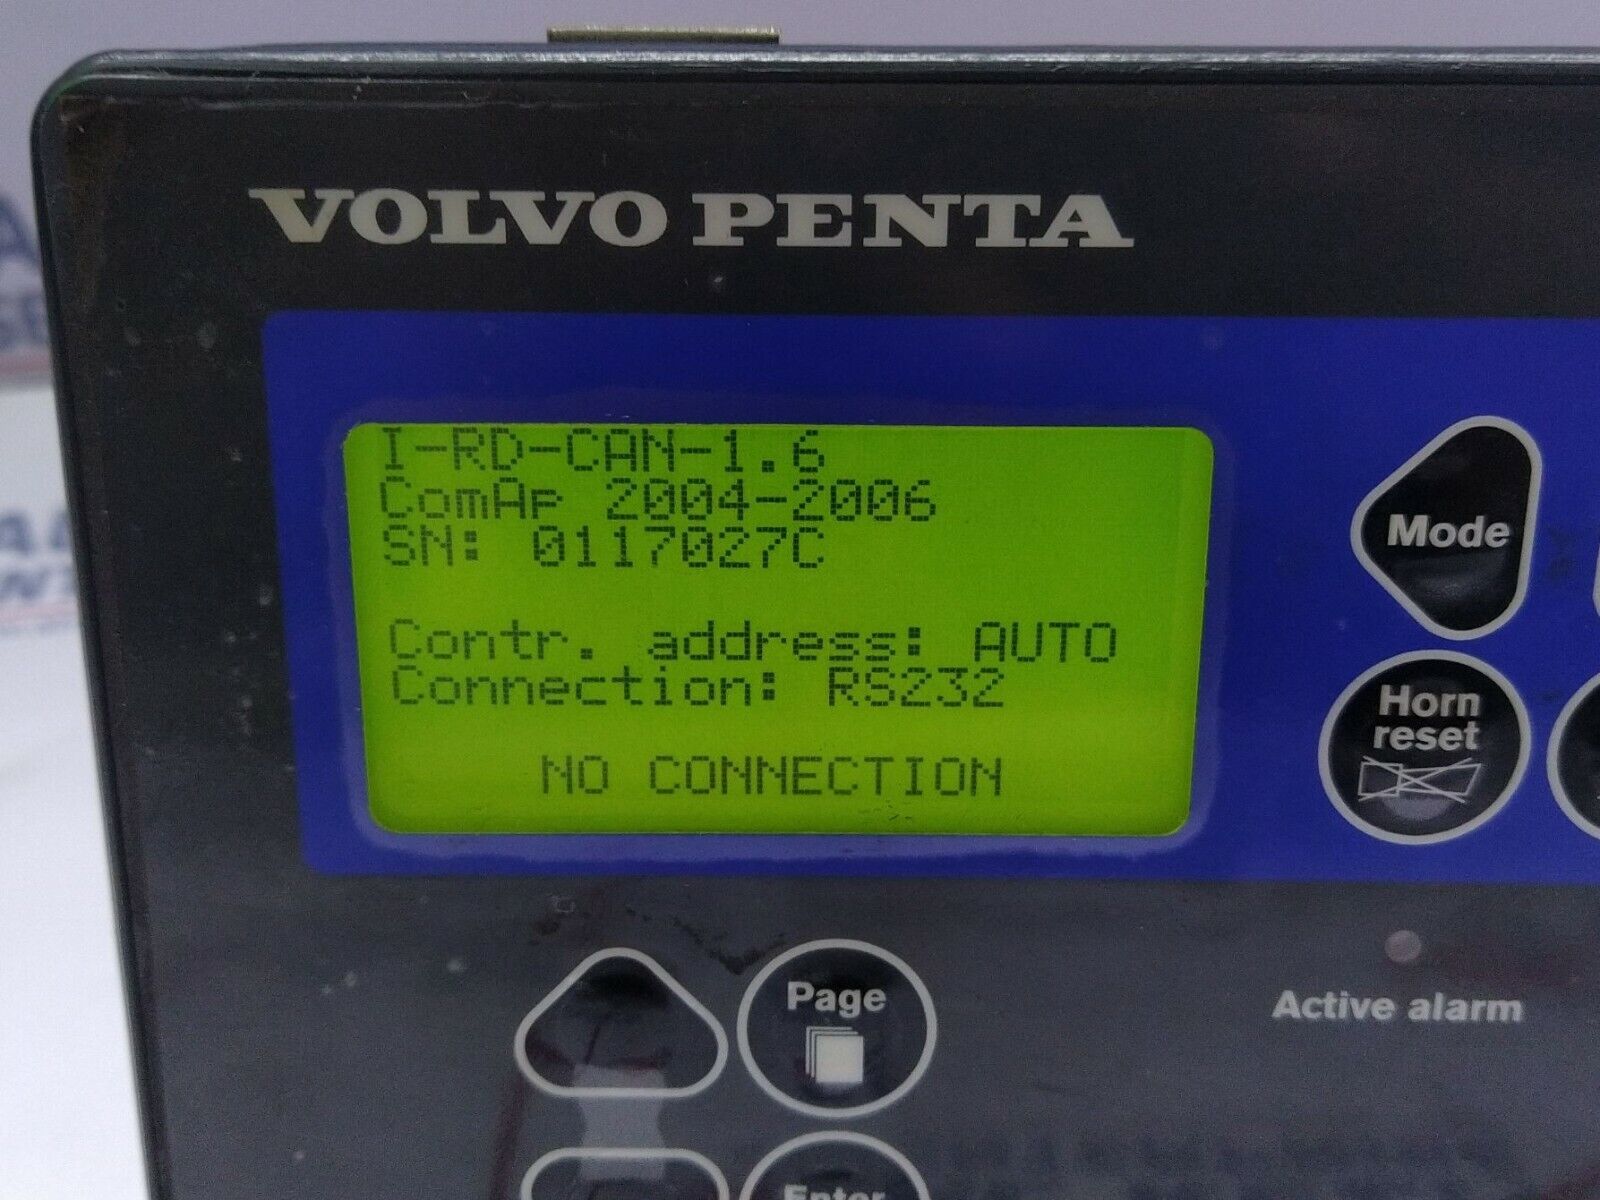 VOLVO PENTA
I-RD-CAN-1.6
ComAp 2004-2006
SN: 0117027C
Contr. address: AUTO
Connection: RS232
NO CONNECTION
Mode
Horn
reset
Page
Active alarm
Enter